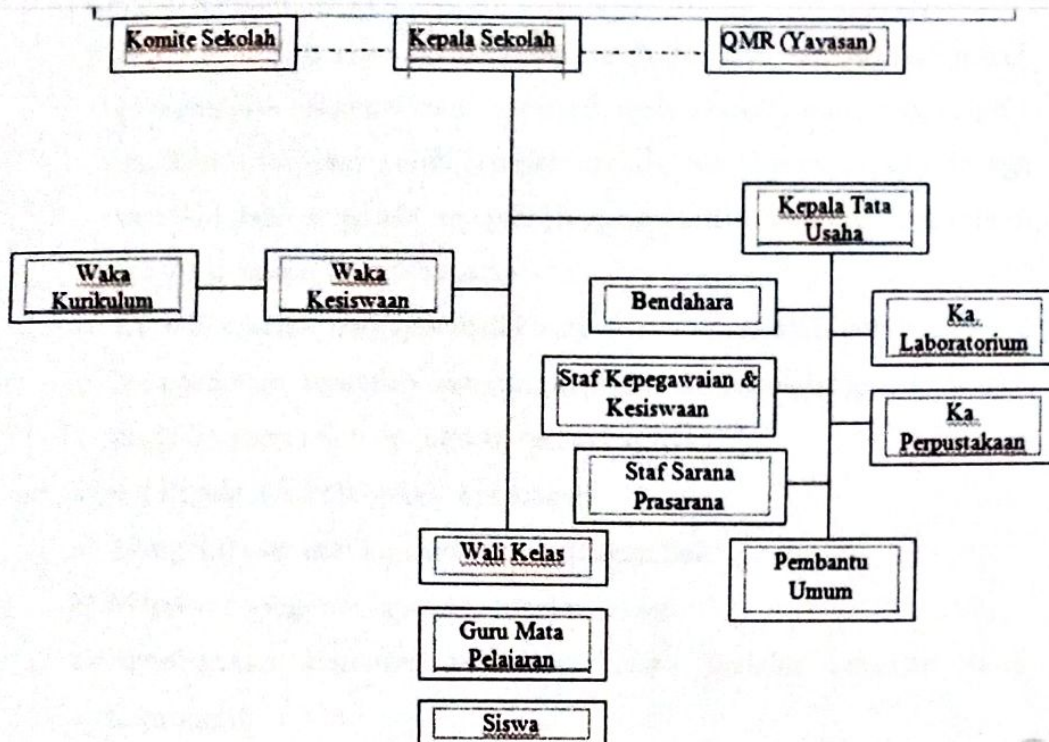 Komite Sekolah
Kepala Sekolah
QMR (Yayasan)
Kepala Tata
Usaha
Waka
Kurikulum
Waka
Kesiswaan
Bendahara
Ka.
Laboratorium
Staf Kepegawaian &
Kesiswaan
Ka.
Perpustakaan
Staf Sarana
Prasarana
Wali Kelas
Pembantu
Umum
Guru Mata
Pelajaran
Siswa